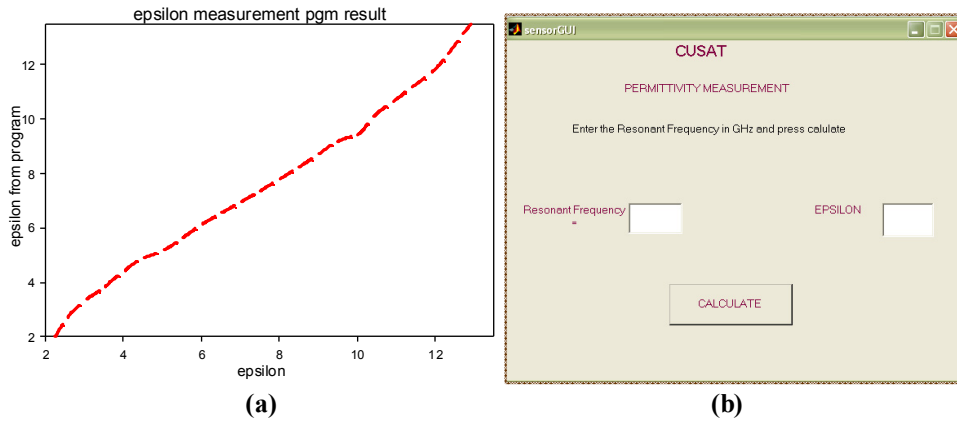 epsilon measurement pgm result
epsilon from program
12
10
8
6
4
2
2 4 6 8 10 12
epsilon
(a)
sensorGUI
CUSAT
PERMITTIVITY MEASUREMENT
Enter the Resonant Frequency in GHz and press calulate
Resonant Frequency
=
EPSILON
CALCULATE
(b)